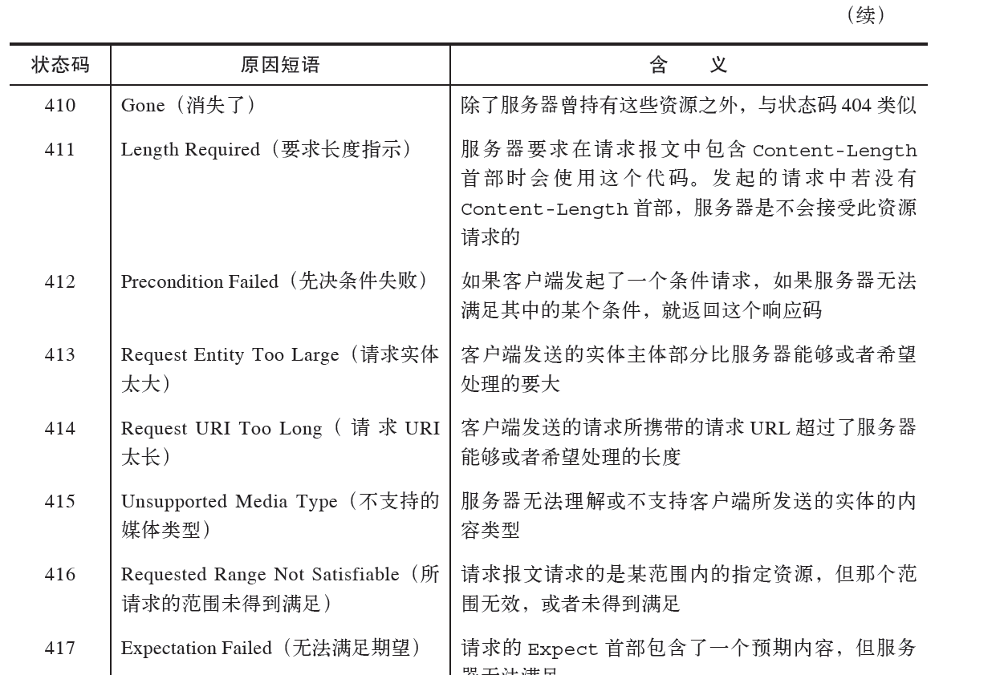 （续）
状态码 原因短语 含 义
410 Gone（消失了） 除了服务器曾持有这些资源之外，与状态码 404 类似
411 Length Required（要求长度指示） 服务器要求在请求报文中包含 Content-Length
首部时会使用这个代码。发起的请求中若没有
Content-Length 首部，服务器是不会接受此资源
请求的
412 Precondition Failed（先决条件失败） 如果客户端发起了一个条件请求，如果服务器无法
满足其中的某个条件，就返回这个响应码
413 Request Entity Too Large（请求实体 客户端发送的实体主体部分比服务器能够或者希望
太大） 处理的要大
414 Request URI Too Long（请求 URI 客户端发送的请求所携带的请求 URL 超过了服务器
太长） 能够或者希望处理的长度
415 Unsupported Media Type（不支持的 服务器无法理解或不支持客户端所发送的实体的内
媒体类型） 容类型
416 Requested Range Not Satisfiable（所 请求报文请求的是某范围内的指定资源，但那个范
请求的范围未得到满足） 围无效，或者未得到满足
417 Expectation Failed（无法满足期望） 请求的 Expect 首部包含了一个预期内容，但服务
器无法满足